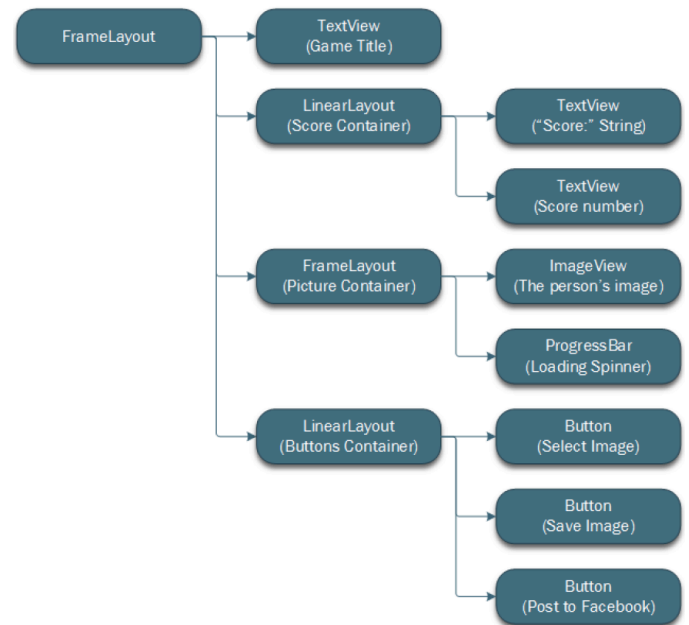 FrameLayout
TextView
(Game Title)
LinearLayout
(Score Container)
TextView
(“Score:” String)
TextView
(Score number)
FrameLayout
(Picture Container)
ImageView
(The person’s image)
ProgressBar
(Loading Spinner)
LinearLayout
(Buttons Container)
Button
(Select Image)
Button
(Save Image)
Button
(Post to Facebook)